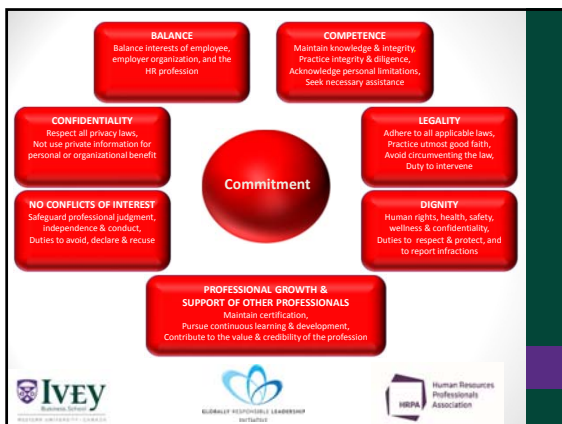 BALANCE
Balance interests of employee,
employer organization, and the
HR profession
COMPETENCE
Maintain knowledge & integrity,
Practice integrity & diligence,
Acknowledge personal limitations,
Seek necessary assistance
CONFIDENTIALITY
Respect all privacy laws,
Not use private information for
personal or organizational benefit
LEGALITY
Adhere to all applicable laws,
Practice utmost good faith,
Avoid circumventing the law,
Duty to intervene
Commitment
NO CONFLICTS OF INTEREST
Safeguard professional judgment,
independence & conduct,
Duties to avoid, declare & recuse
DIGNITY
Human rights, health, safety,
wellness & confidentiality,
Duties to respect & protect, and
to report infractions
PROFESSIONAL GROWTH &
SUPPORT OF OTHER PROFESSIONALS
Maintain certification,
Pursue continuous learning & development,
Contribute to the value & credibility of the profession
IVEY
Business School
WESTERN UNIVERSITY · CANADA
GLOBALLY RESPONSIBLE LEADERSHIP
INITIATIVE
HRPA
Human Resources
Professionals
Association